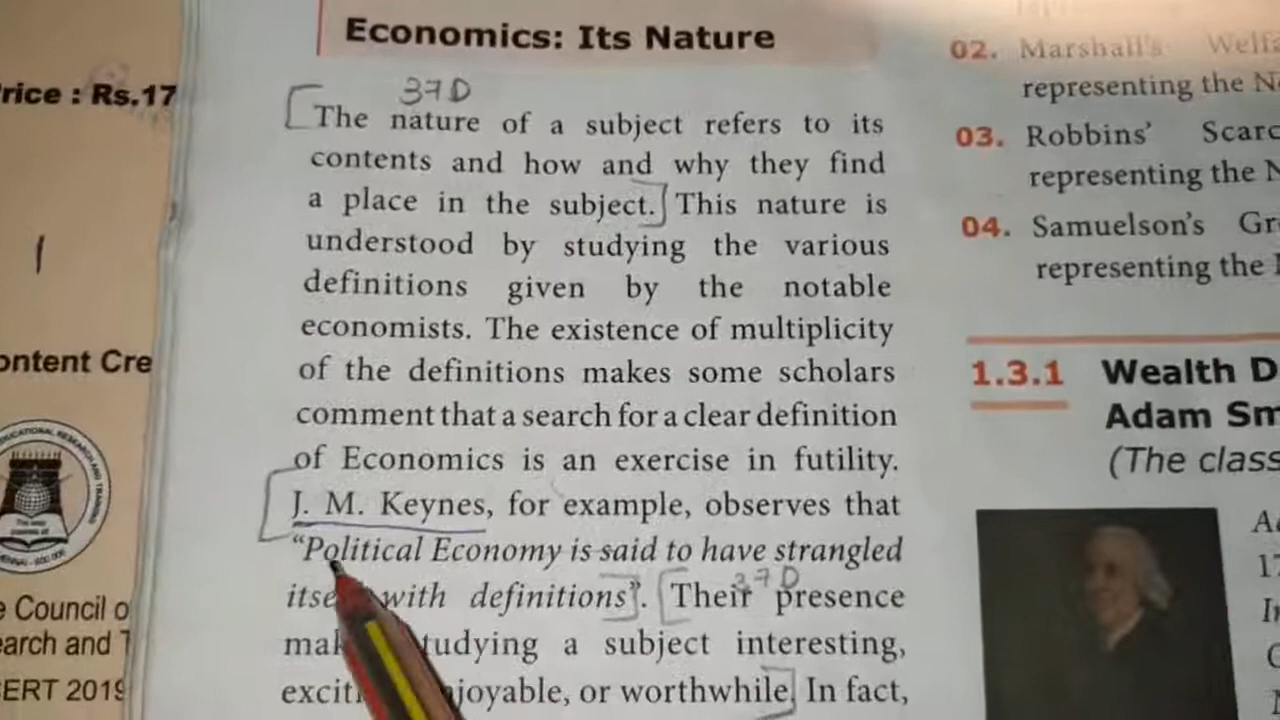 rice : Rs.17
ontent Cre
e Council o
earch and T
ERT 2019
Economics: Its Nature
37D
The nature of a subject refers to its
contents and how and why they find
a place in the subject. This nature is
understood by studying the various
definitions given by the notable
economists. The existence of multiplicity
of the definitions makes some scholars
comment that a search for a clear definition
of Economics is an exercise in futility.
J. M. Keynes, for example, observes that
“Political Economy is said to have strangled
itse with definitions”. Their presence
37D
mak tudying a subject interesting,
exciti joyable, or worthwhile. In fact,
02. Marshall's Welfa
representing the N
03. Robbins' Scarc
representing the N
04. Samuelson's Gr
representing the
1.3.1 Wealth D
Adam Sm
(The class